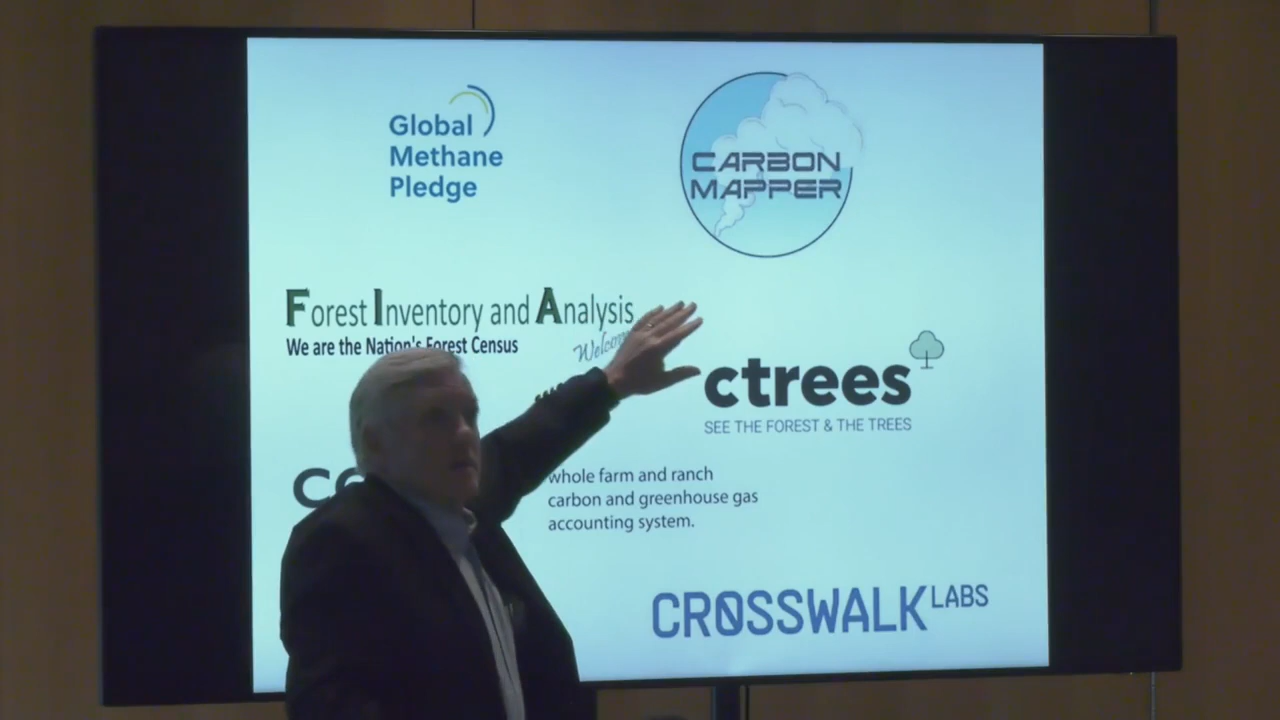 Global
Methane
Pledge
CARBON
MAPPER
Forest Inventory and Analysis
We are the Nation's Forest Census
ctrees
SEE THE FOREST & THE TREES
whole farm and ranch
carbon and greenhouse gas
accounting system.
CROSSWALK LABS